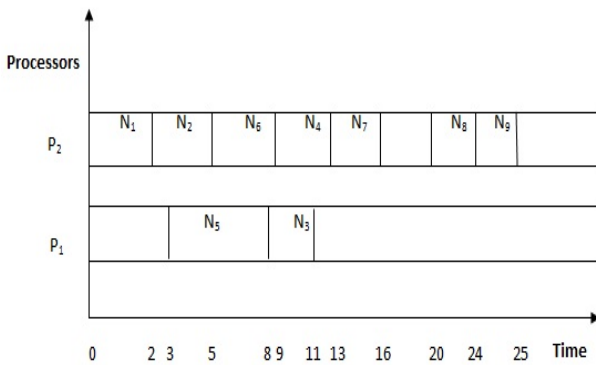 Processors
N₁ N₂ N₆ N₄ N₇ N₈ N₉
P₂
N₅ N₃
P₁
0 2 3 5 8 9 11 13 16 20 24 25 Time